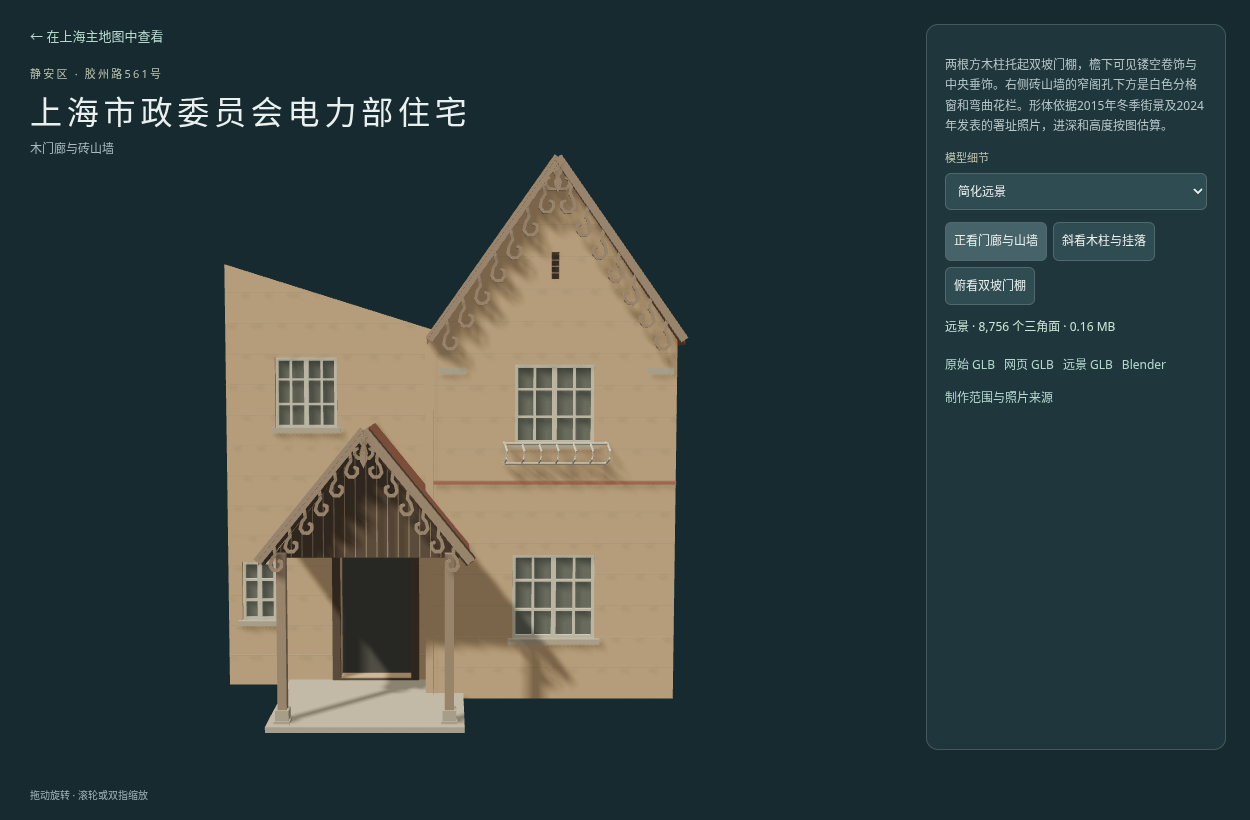 ← 在上海主地图中查看
静安区 · 胶州路561号
上海市政委员会电力部住宅
木门廊与砖山墙
两根方木柱托起双坡门棚，檐下可见镂空卷饰与
中央垂饰。右侧砖山墙的窄阁孔下方是白色分格
窗和弯曲花栏。形体依据2015年冬季街景及2024
年发表的署址照片，进深和高度按图估算。
模型细节
简化远景
正看门廊与山墙
斜看木柱与挂落
俯看双坡门棚
远景 · 8,756 个三角面 · 0.16 MB
原始 GLB 网页 GLB 远景 GLB Blender
制作范围与照片来源
拖动旋转 · 滚轮或双指缩放